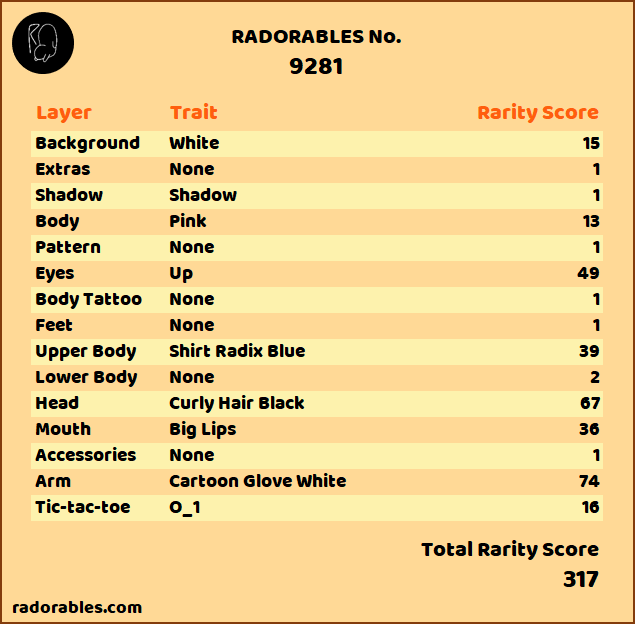 RADORABLES No.
9281
Layer Trait Rarity Score
Background White 15
Extras None 1
Shadow Shadow 1
Body Pink 13
Pattern None 1
Eyes Up 49
Body Tattoo None 1
Feet None 1
Upper Body Shirt Radix Blue 39
Lower Body None 2
Head Curly Hair Black 67
Mouth Big Lips 36
Accessories None 1
Arm Cartoon Glove White 74
Tic-tac-toe O_1 16
Total Rarity Score
317
radorables.com